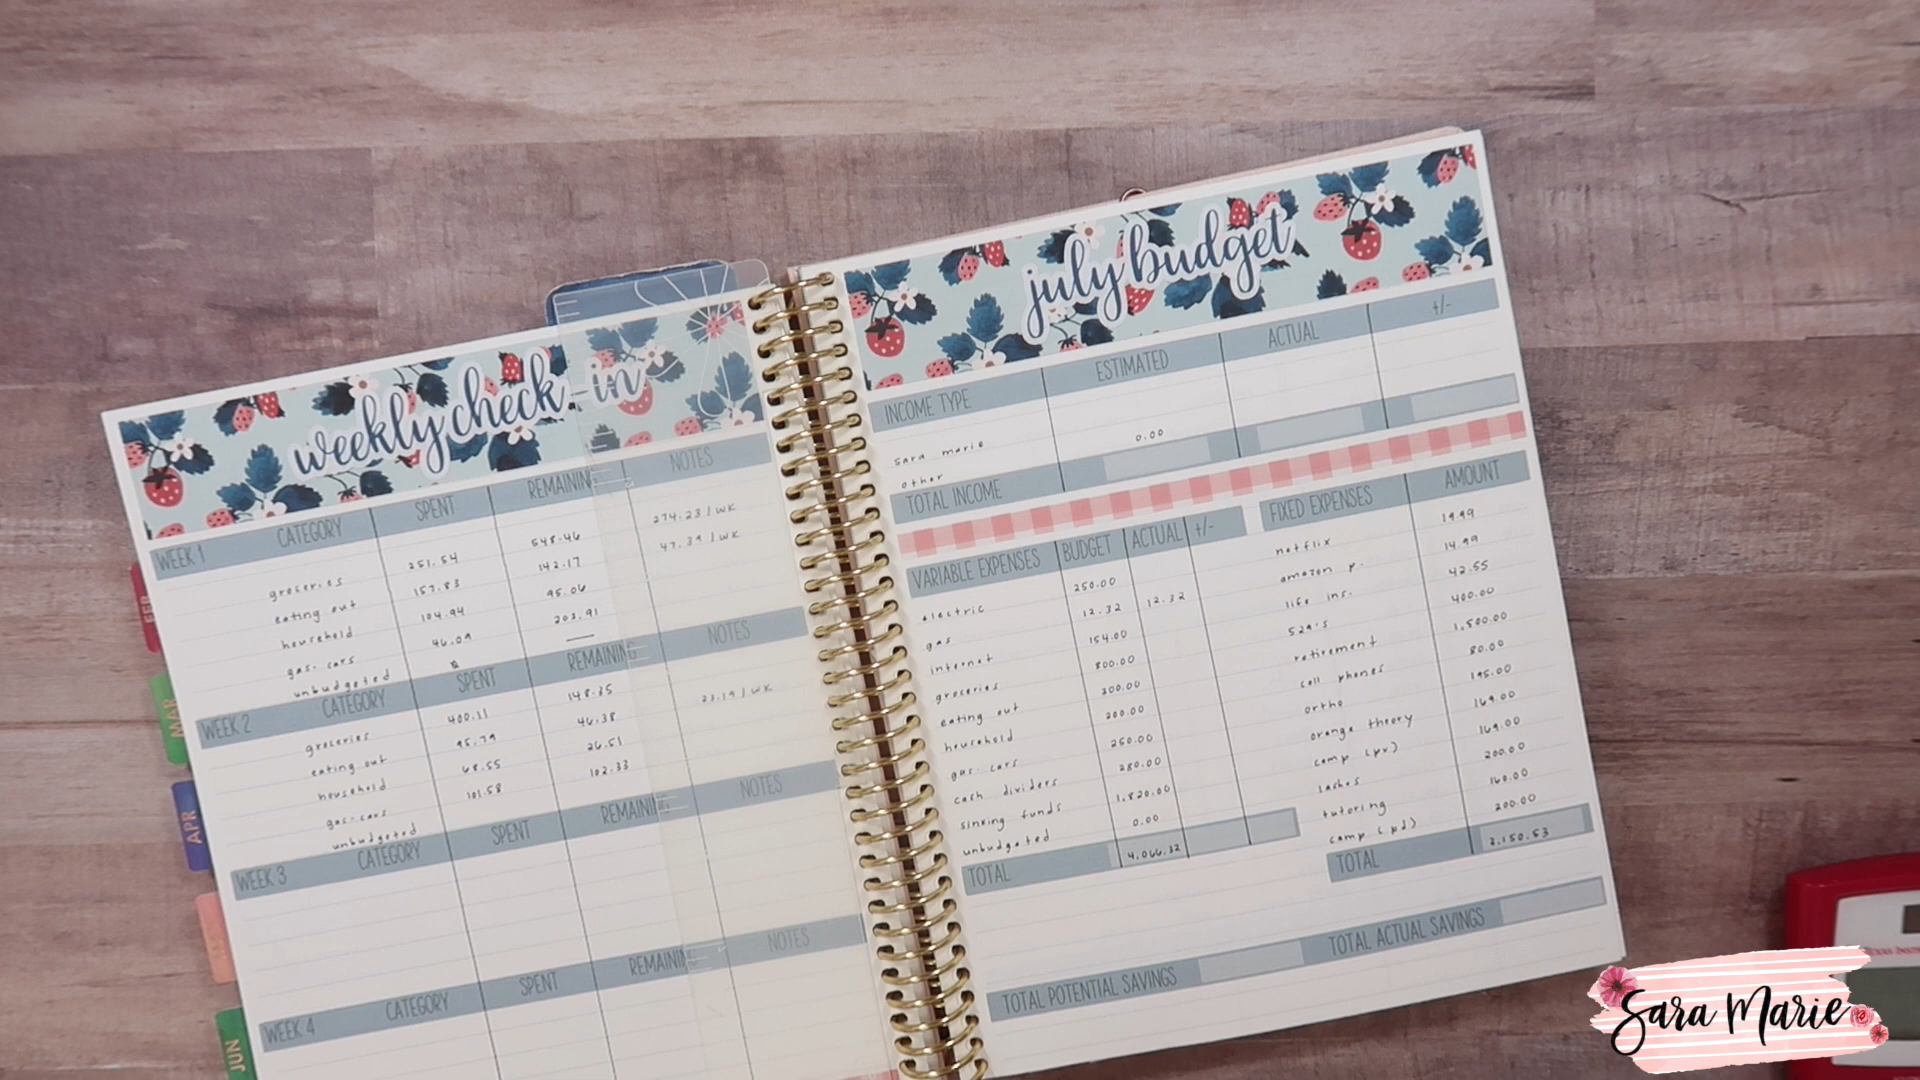 weekly check-in
WEEK 1 CATEGORY SPENT REMAINING NOTES
groceries 251.54 548.46 274.23 / WK
eating out 157.83 142.17 47.39 / WK
household 104.94 95.06
gas-cars 46.09 203.91
unbudgeted
WEEK 2 CATEGORY SPENT REMAINING NOTES
groceries 400.11 148.35
eating out 95.79 46.38 23.19 / WK
household 68.55 26.51
gas-cars 101.58 102.33
unbudgeted
WEEK 3 CATEGORY SPENT REMAINING NOTES
WEEK 4 CATEGORY SPENT REMAINING NOTES
FEB
MAR
APR
JUN
july budget
INCOME TYPE ESTIMATED ACTUAL +/-
sara marie 0.00
other
TOTAL INCOME
VARIABLE EXPENSES BUDGET ACTUAL +/-
electric 250.00
gas 12.32 12.32
internet 154.00
groceries 800.00
eating out 300.00
household 200.00
gas-cars 250.00
cash dividers 280.00
sinking funds 1,820.00
unbudgeted 0.00
TOTAL 4,066.32
FIXED EXPENSES AMOUNT
netflix 19.99
amazon p. 14.99
life ins. 42.55
529's 400.00
retirement 1,500.00
cell phones 80.00
ortho 195.00
orange theory 169.00
camp (pv) 169.00
lashes 200.00
tutoring 160.00
camp (pd) 200.00
TOTAL 3,150.53
TOTAL POTENTIAL SAVINGS TOTAL ACTUAL SAVINGS
Sara Marie